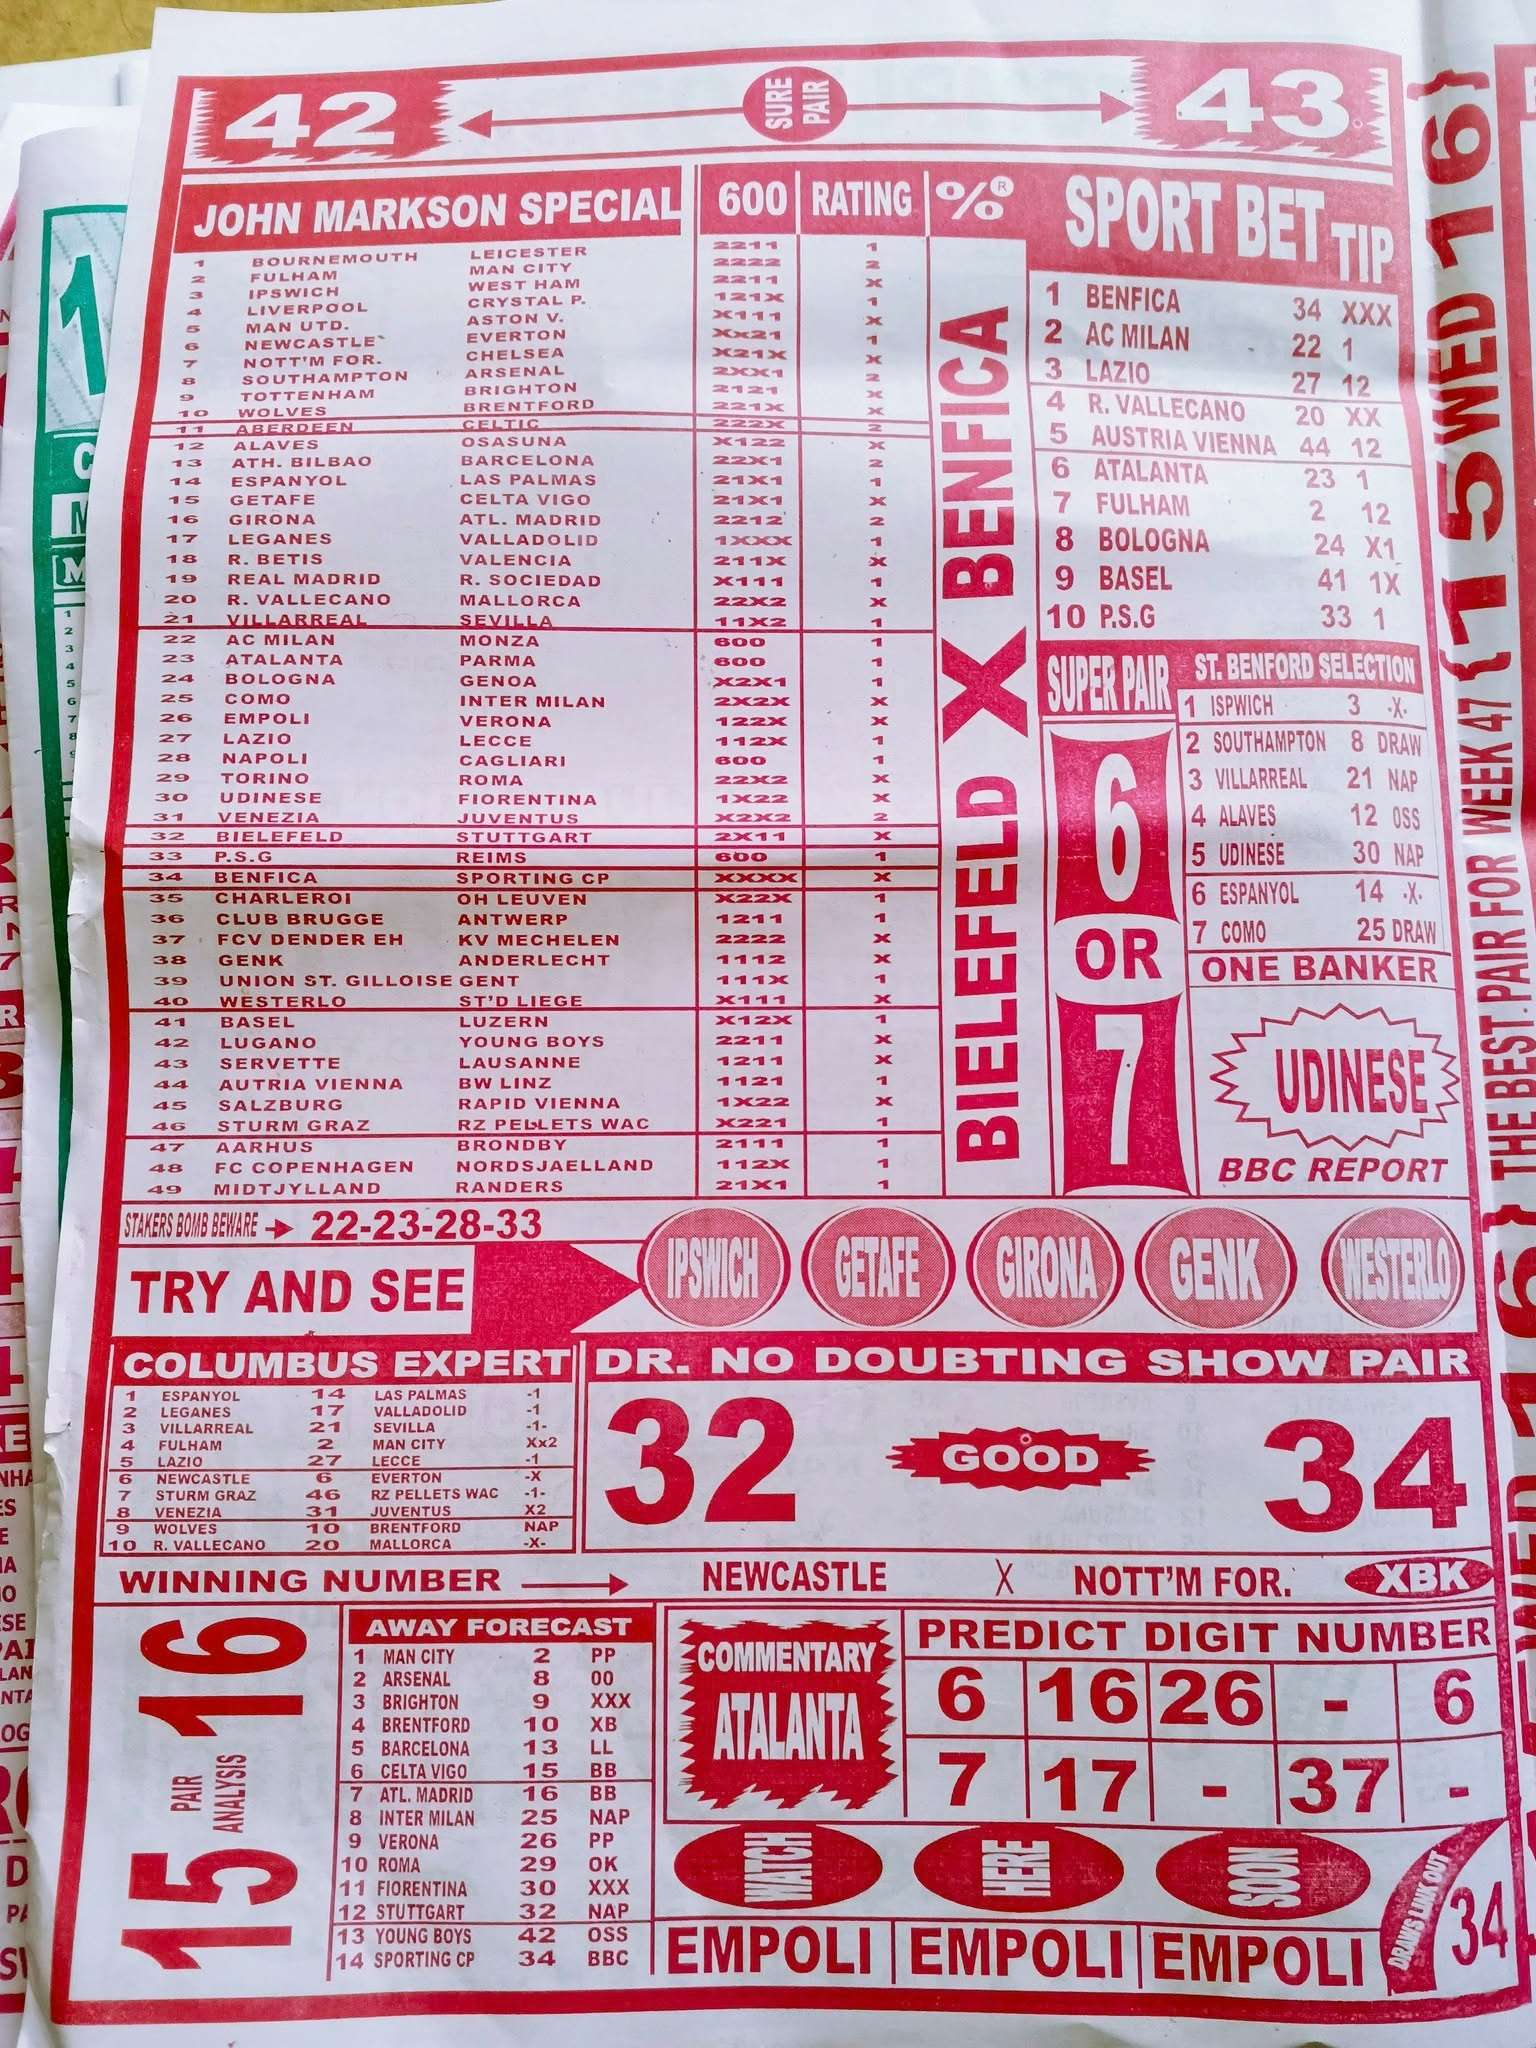 42 SURE PAIR 43
JOHN MARKSON SPECIAL 600 RATING %®
1 BOURNEMOUTH LEICESTER 2211 1
2 FULHAM MAN CITY 2222 2
3 IPSWICH WEST HAM 2211 X
4 LIVERPOOL CRYSTAL P. 121X 1
5 MAN UTD. ASTON V. X111 X
6 NEWCASTLE` EVERTON Xx21 1
7 NOTT'M FOR. CHELSEA X21X X
8 SOUTHAMPTON ARSENAL 2XX1 2
9 TOTTENHAM BRIGHTON 2121 X
10 WOLVES BRENTFORD 221X X
11 ABERDEEN CELTIC 222X 2
12 ALAVES OSASUNA X122 X
13 ATH. BILBAO BARCELONA 22X1 2
14 ESPANYOL LAS PALMAS 21X1 1
15 GETAFE CELTA VIGO 21X1 X
16 GIRONA ATL. MADRID 2212 2
17 LEGANES VALLADOLID 1XXX 1
18 R. BETIS VALENCIA 211X X
19 REAL MADRID R. SOCIEDAD X111 1
20 R. VALLECANO MALLORCA 22X2 X
21 VILLARREAL SEVILLA 11X2 1
22 AC MILAN MONZA 600 1
23 ATALANTA PARMA 600 1
24 BOLOGNA GENOA X2X1 1
25 COMO INTER MILAN 2X2X X
26 EMPOLI VERONA 122X X
27 LAZIO LECCE 112X 1
28 NAPOLI CAGLIARI 600 1
29 TORINO ROMA 22X2 X
30 UDINESE FIORENTINA 1X22 X
31 VENEZIA JUVENTUS X2X2 2
32 BIELEFELD STUTTGART 2X11 X
33 P.S.G REIMS 600 1
34 BENFICA SPORTING CP XXXX X
35 CHARLEROI OH LEUVEN X22X 1
36 CLUB BRUGGE ANTWERP 1211 1
37 FCV DENDER EH KV MECHELEN 2222 X
38 GENK ANDERLECHT 1112 X
39 UNION ST. GILLOISE GENT 111X 1
40 WESTERLO ST'D LIEGE X111 X
41 BASEL LUZERN X12X 1
42 LUGANO YOUNG BOYS 2211 X
43 SERVETTE LAUSANNE 1211 X
44 AUTRIA VIENNA BW LINZ 1121 1
45 SALZBURG RAPID VIENNA 1X22 X
46 STURM GRAZ RZ PELLETS WAC X221 1
47 AARHUS BRONDBY 2111 1
48 FC COPENHAGEN NORDSJAELLAND 112X 1
49 MIDTJYLLAND RANDERS 21X1 1
BIELEFELD X BENFICA
SPORT BET TIP
1 BENFICA 34 XXX
2 AC MILAN 22 1
3 LAZIO 27 12
4 R. VALLECANO 20 XX
5 AUSTRIA VIENNA 44 12
6 ATALANTA 23 1
7 FULHAM 2 12
8 BOLOGNA 24 X1
9 BASEL 41 1X
10 P.S.G 33 1
SUPER PAIR
6
OR
7
ST. BENFORD SELECTION
1 ISPWICH 3 -X-
2 SOUTHAMPTON 8 DRAW
3 VILLARREAL 21 NAP
4 ALAVES 12 OSS
5 UDINESE 30 NAP
6 ESPANYOL 14 -X-
7 COMO 25 DRAW
ONE BANKER
UDINESE
BBC REPORT
STAKERS BOMB BEWARE 22-23-28-33
TRY AND SEE IPSWICH GETAFE GIRONA GENK WESTERLO
COLUMBUS EXPERT
1 ESPANYOL 14 LAS PALMAS -1
2 LEGANES 17 VALLADOLID -1
3 VILLARREAL 21 SEVILLA -1-
4 FULHAM 2 MAN CITY Xx2
5 LAZIO 27 LECCE -1
6 NEWCASTLE 6 EVERTON -X
7 STURM GRAZ 46 RZ PELLETS WAC -1-
8 VENEZIA 31 JUVENTUS X2
9 WOLVES 10 BRENTFORD NAP
10 R. VALLECANO 20 MALLORCA -X-
DR. NO DOUBTING SHOW PAIR
32 GOOD 34
WINNING NUMBER NEWCASTLE X NOTT'M FOR. XBK
15 PAIR ANALYSIS 16
AWAY FORECAST
1 MAN CITY 2 PP
2 ARSENAL 8 00
3 BRIGHTON 9 XXX
4 BRENTFORD 10 XB
5 BARCELONA 13 LL
6 CELTA VIGO 15 BB
7 ATL. MADRID 16 BB
8 INTER MILAN 25 NAP
9 VERONA 26 PP
10 ROMA 29 OK
11 FIORENTINA 30 XXX
12 STUTTGART 32 NAP
13 YOUNG BOYS 42 OSS
14 SPORTING CP 34 BBC
COMMENTARY
ATALANTA
PREDICT DIGIT NUMBER
6 16 26 - 6
7 17 - 37 -
WATCH HERE SOON
EMPOLI EMPOLI EMPOLI
DRAWS LINK OUT 34
THE BEST PAIR FOR WEEK 47 {1 5 WED 1 6}